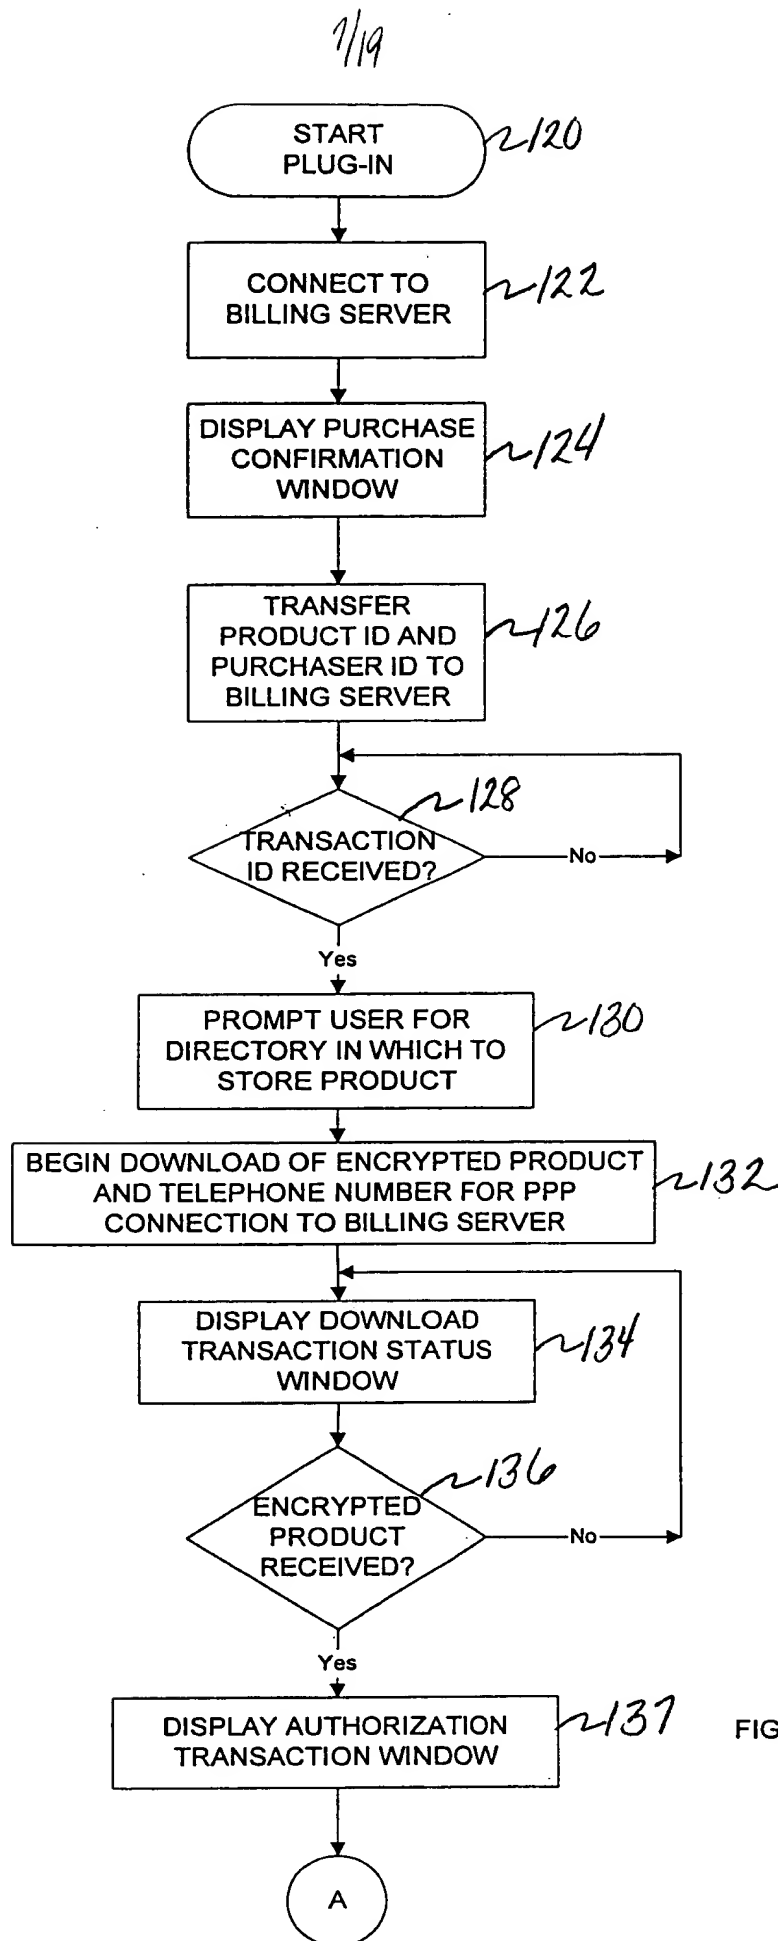 7/19
START
PLUG-IN
120
CONNECT TO
BILLING SERVER
122
DISPLAY PURCHASE
CONFIRMATION
WINDOW
124
TRANSFER
PRODUCT ID AND
PURCHASER ID TO
BILLING SERVER
126
128
TRANSACTION
ID RECEIVED?
No
Yes
PROMPT USER FOR
DIRECTORY IN WHICH TO
STORE PRODUCT
130
BEGIN DOWNLOAD OF ENCRYPTED PRODUCT
AND TELEPHONE NUMBER FOR PPP
CONNECTION TO BILLING SERVER
132
DISPLAY DOWNLOAD
TRANSACTION STATUS
WINDOW
134
136
ENCRYPTED
PRODUCT
RECEIVED?
No
Yes
DISPLAY AUTHORIZATION
TRANSACTION WINDOW
137
FIG
A